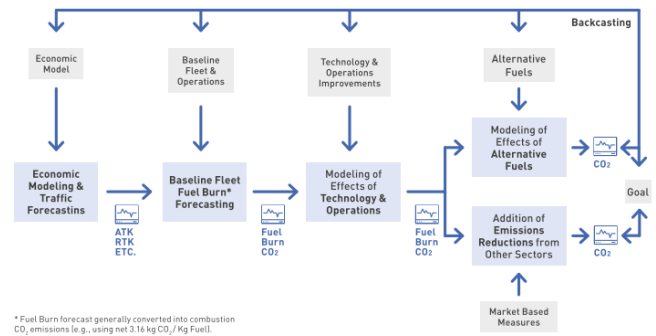 Backcasting
Economic
Model
Baseline
Fleet &
Operations
Technology &
Operations
Improvements
Alternative
Fuels
Economic
Modeling &
Traffic
Forecastins
Baseline Fleet
Fuel Burn*
Forecasting
Modeling of
Effects of
Technology &
Operations
Modeling of
Effects of
Alternative
Fuels
CO₂
ATK
RTK
ETC.
Fuel
Burn
CO₂
Fuel
Burn
CO₂
Addition of
Emissions
Reductions from
Other Sectors
CO₂
Goal
Market Based
Measures
* Fuel Burn forecast generally converted into combustion
CO₂ emissions (e.g., using net 3.16 kg CO₂/ Kg Fuel).